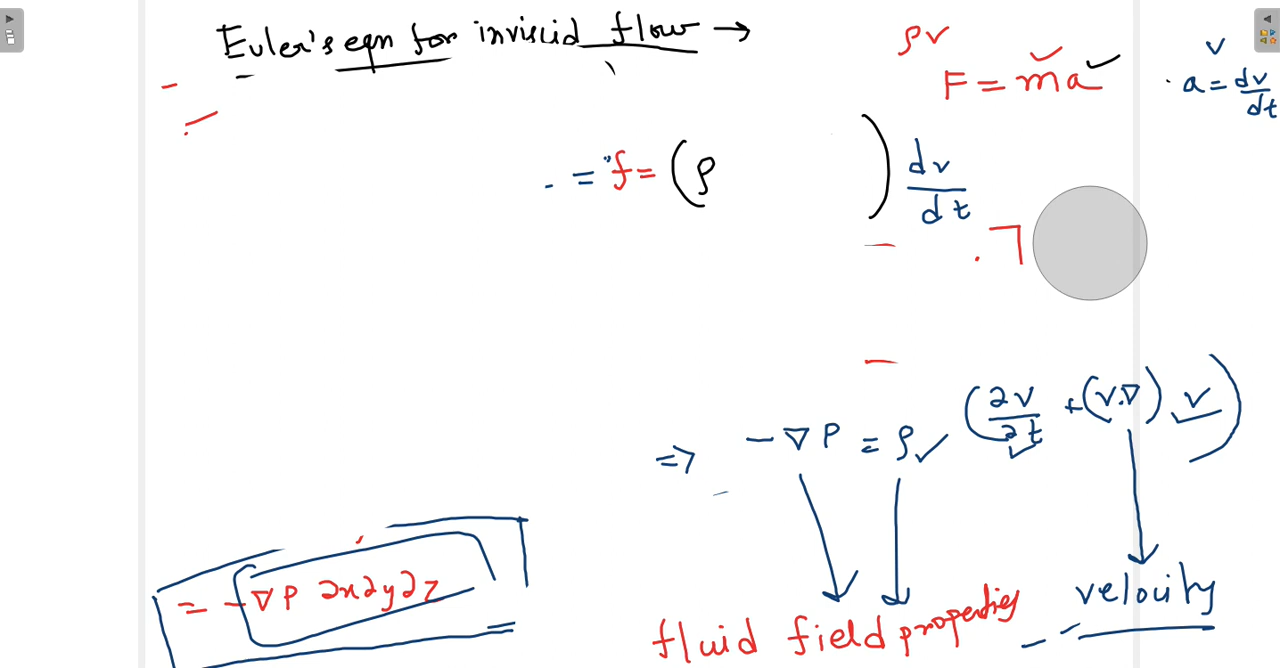 Euler's eqn for inviscid flow →
ρv
F = ma
v
a = dv/dt
= f = (ρ ) dv/dt
=> - ∇P = ρ (∂v/∂t + (v.∇) v)
= - ∇P ∂x∂y∂z
velocity
fluid field properties